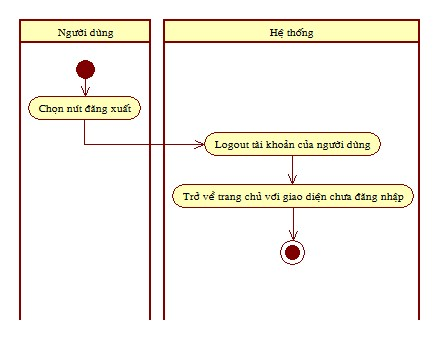 Người dùng
Hệ thống
Chọn nút đăng xuất
Logout tài khoản của người dùng
Trở về trang chủ với giao diện chưa đăng nhập